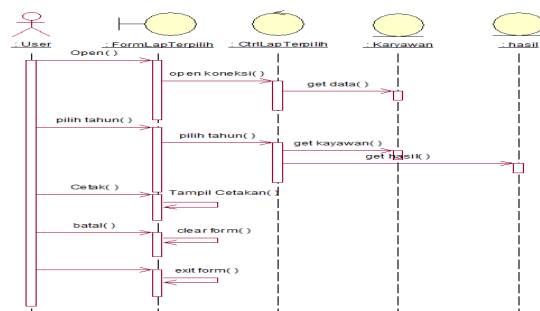 : User
: FormLapTerpilih
: CtrlLapTerpilih
: Karyawan
: hasil
Open( )
open koneksi( )
get data( )
pilih tahun( )
pilih tahun( )
get kayawan( )
get hasil( )
Cetak( )
Tampil Cetakan( )
batal( )
clear form( )
exit form( )